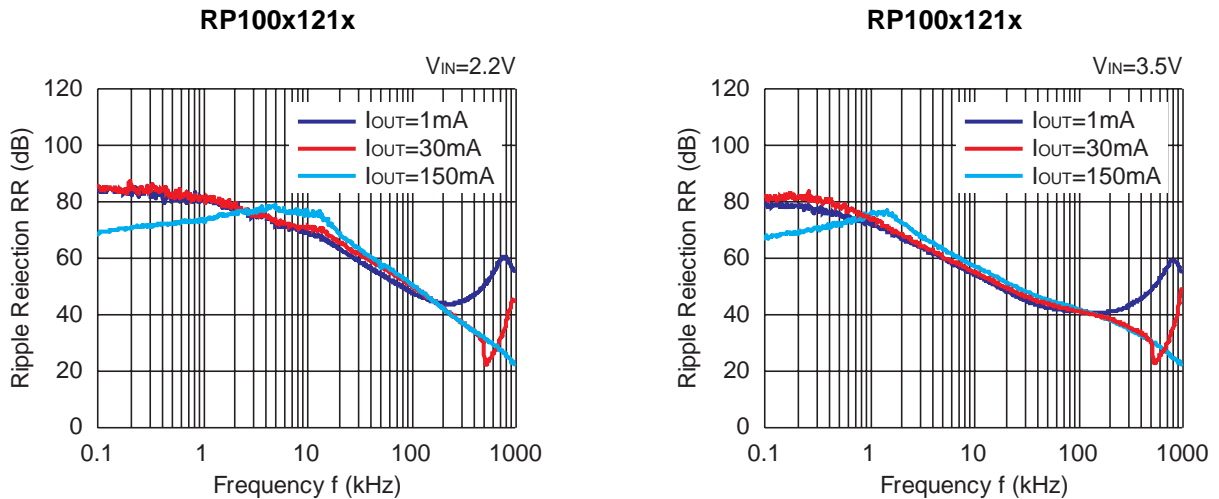 RP100x121x
VIN=2.2V
Ripple Rejection RR (dB)
120
100
80
60
40
20
0
IOUT=1mA
IOUT=30mA
IOUT=150mA
0.1
1
10
100
1000
Frequency f (kHz)
RP100x121x
VIN=3.5V
Ripple Rejection RR (dB)
120
100
80
60
40
20
0
IOUT=1mA
IOUT=30mA
IOUT=150mA
0.1
1
10
100
1000
Frequency f (kHz)